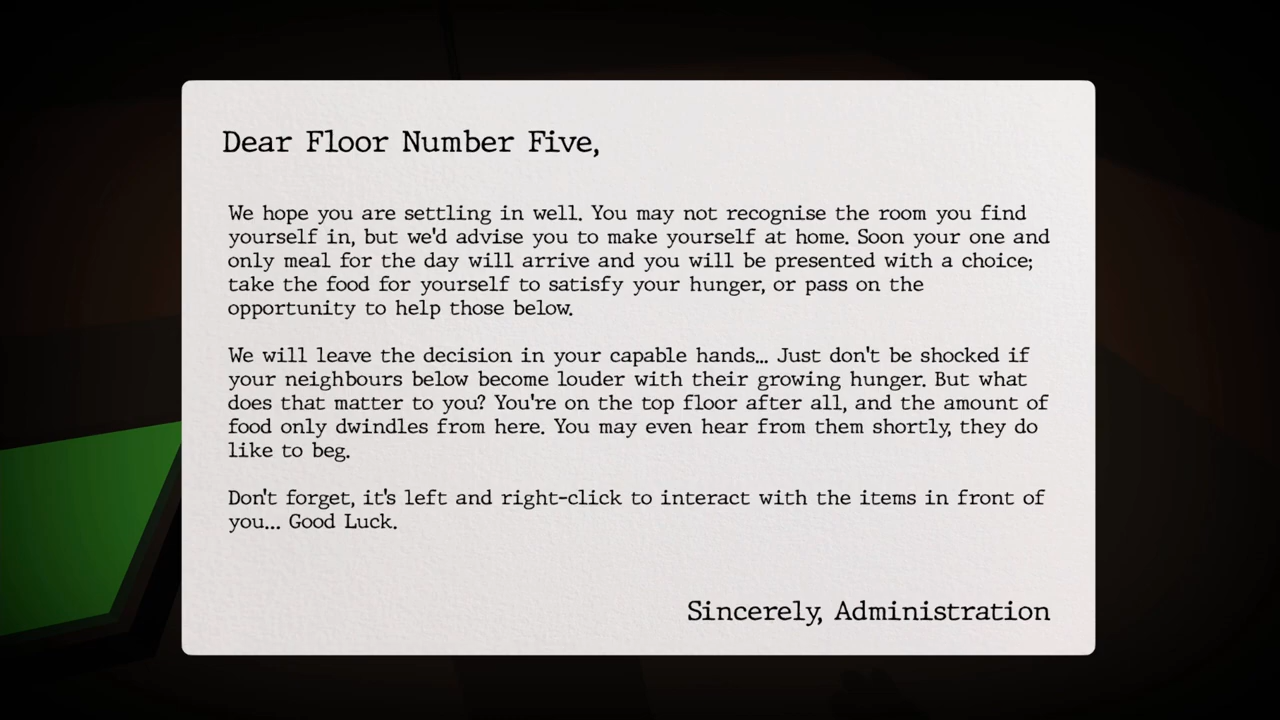 Dear Floor Number Five,
We hope you are settling in well. You may not recognise the room you find
yourself in, but we'd advise you to make yourself at home. Soon your one and
only meal for the day will arrive and you will be presented with a choice;
take the food for yourself to satisfy your hunger, or pass on the
opportunity to help those below.
We will leave the decision in your capable hands... Just don't be shocked if
your neighbours below become louder with their growing hunger. But what
does that matter to you? You're on the top floor after all, and the amount of
food only dwindles from here. You may even hear from them shortly, they do
like to beg.
Don't forget, it's left and right-click to interact with the items in front of
you... Good Luck.
Sincerely, Administration